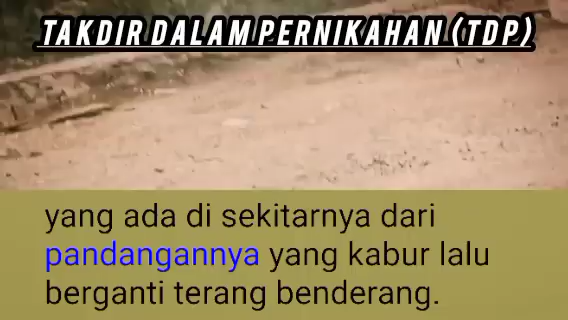 TAKDIR DALAM PERNIKAHAN (TDP)
yang ada di sekitarnya dari
pandangannya yang kabur lalu
berganti terang benderang.